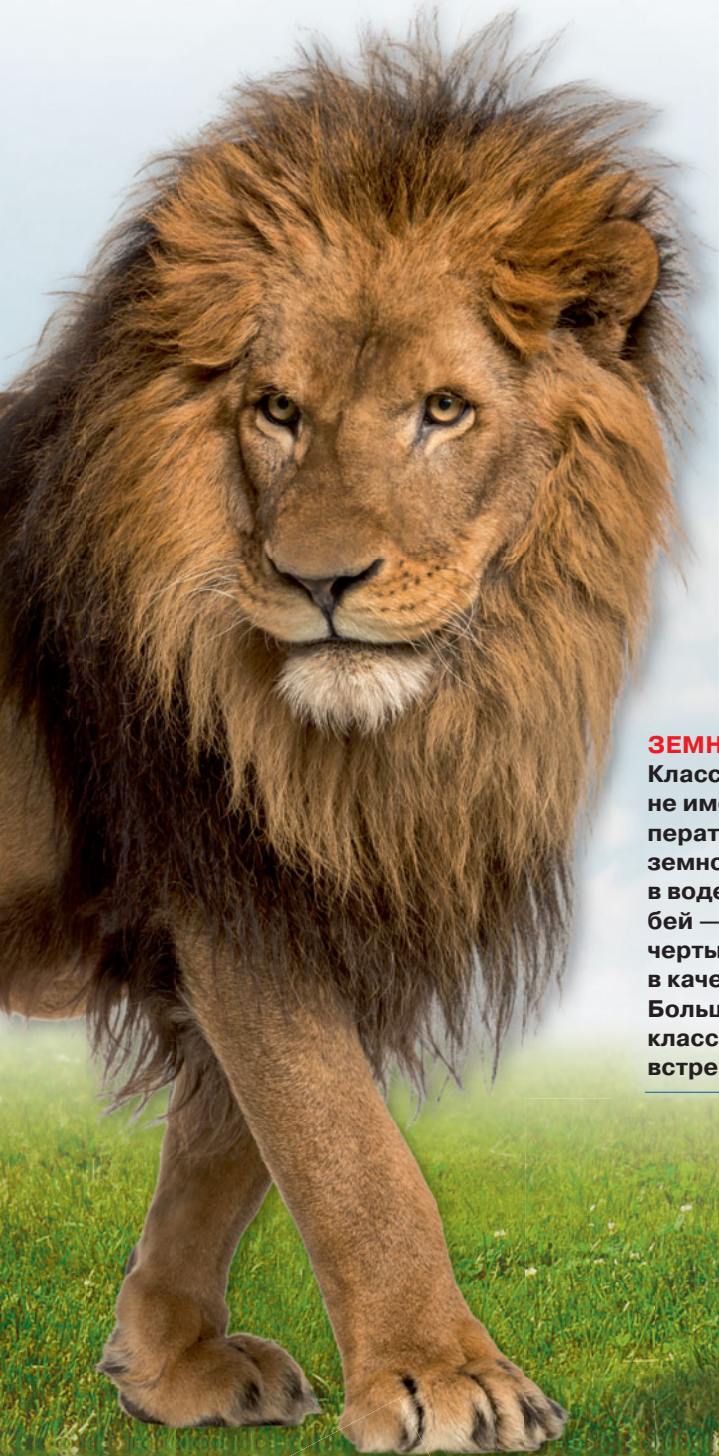 ЗЕМН
Класс
не им
перат
земно
в воде
бей —
черты
в каче
Больш
класс
встре